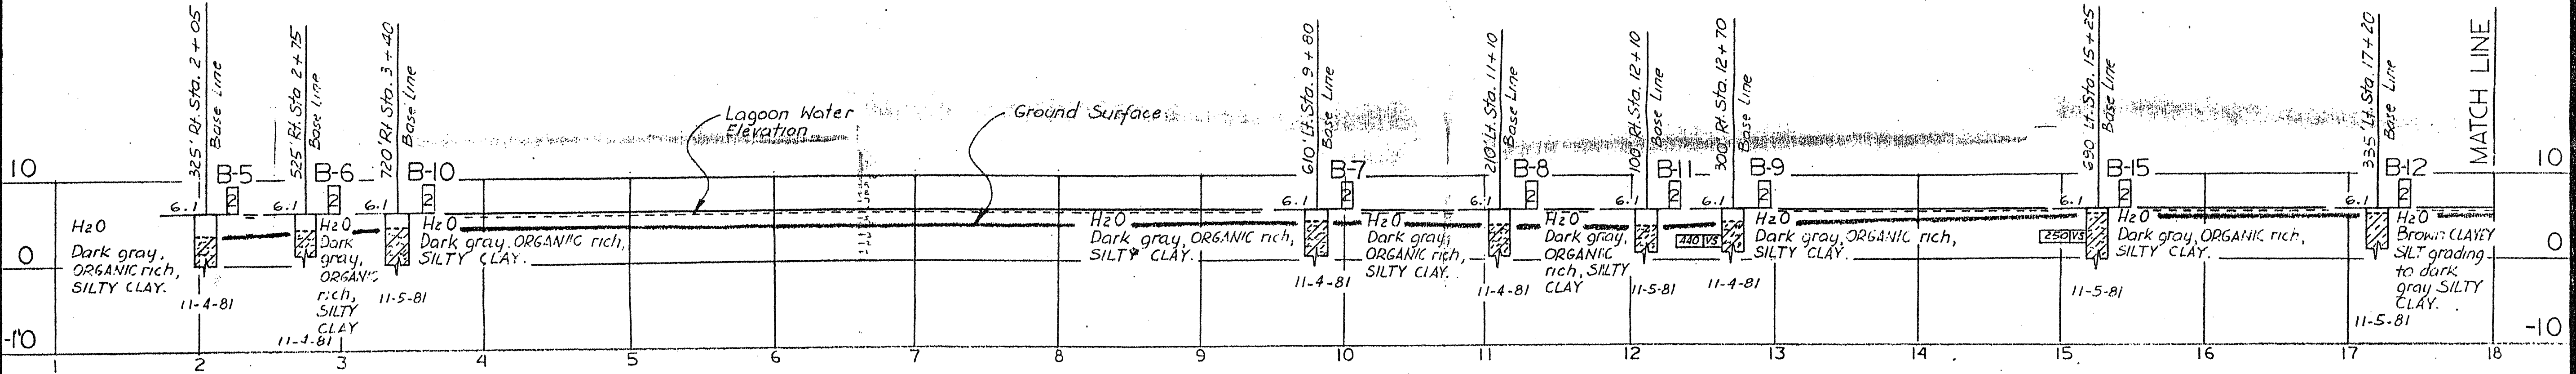 325' Rt. Sta. 2+05
Base Line
525' Rt. Sta 2+75
Base Line
720' Rt. Sta. 3+40
Base Line
610' Lt. Sta. 9+80
Base Line
210' Lt. Sta. 11+10
Base Line
100' Rt. Sta. 12+10
Base Line
300' Rt. Sta. 12+70
Base Line
690 Lt. Sta. 15+25
Base Line
335' Lt. Sta. 17+20
Base Line
MATCH LINE
Lagoon Water
Elevation
Ground Surface
10
B-5
B-6
B-10
B-7
B-8
B-11
B-9
B-15
B-12
10
2
2
2
2
2
2
2
2
2
6.1
6.1
6.1
6.1
6.1
6.1
6.1
6.1
6.1
H2O
Dark gray,
ORGANIC rich,
SILTY CLAY.
11-4-81
H2O
Dark
gray,
ORGANIC
rich,
SILTY
CLAY
11-4-81
H2O
Dark gray, ORGANIC rich,
SILTY CLAY.
11-5-81
H2O
Dark gray, ORGANIC rich,
SILTY CLAY.
11-4-81
H2O
Dark gray,
ORGANIC rich,
SILTY CLAY.
11-4-81
H2O
Dark gray,
ORGANIC
rich, SILTY
CLAY
11-5-81
440 VS
11-4-81
H2O
Dark gray, ORGANIC rich,
SILTY CLAY.
250 VS
11-5-81
H2O
Dark gray, ORGANIC rich,
SILTY CLAY.
H2O
Brown CLAYEY
SILT grading
to dark
gray SILTY
CLAY.
11-5-81
0
0
-10
-10
1 2 3 4 5 6 7 8 9 10 11 12 13 14 15 16 17 18